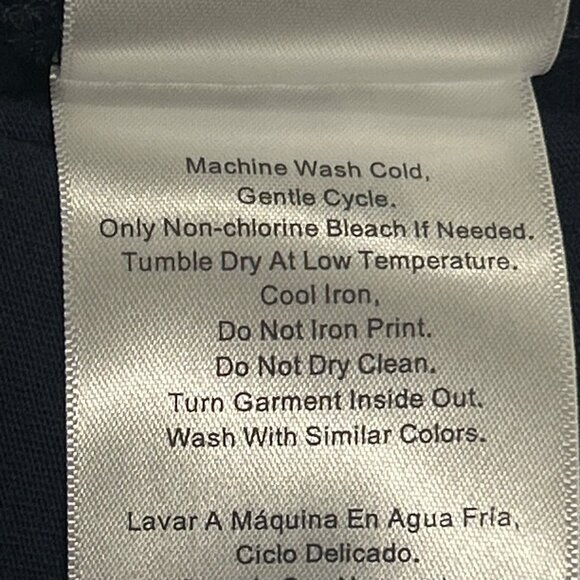 Machine Wash Cold,
Gentle Cycle.
Only Non-chlorine Bleach If Needed.
Tumble Dry At Low Temperature.
Cool Iron,
Do Not Iron Print.
Do Not Dry Clean.
Turn Garment Inside Out.
Wash With Similar Colors.
Lavar A Máquina En Agua Fría,
Ciclo Delicado.